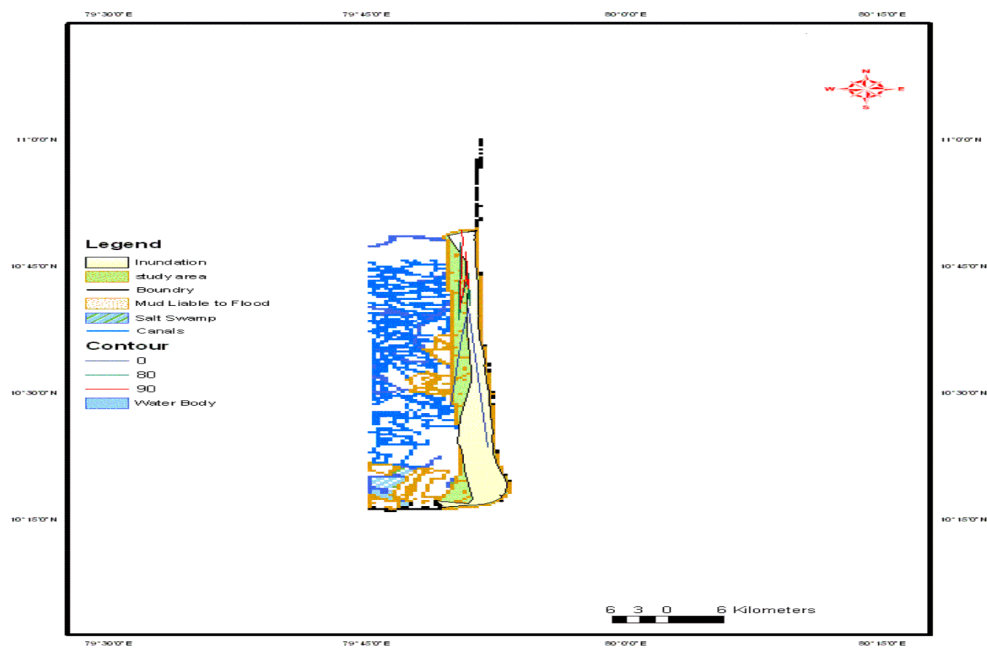 79°30'0"E 79°45'0"E 80°0'0"E 80°15'0"E
N
W E
S
11°0'0"N 11°0'0"N
Legend
Inundation
study area
10°45'0"N 10°45'0"N
Boundry
Mud Liable to Flood
Salt Swamp
Canals
Contour
0
80
90
10°30'0"N 10°30'0"N
Water Body
10°15'0"N 10°15'0"N
6 3 0 6 Kilometers
79°30'0"E 79°45'0"E 80°0'0"E 80°15'0"E